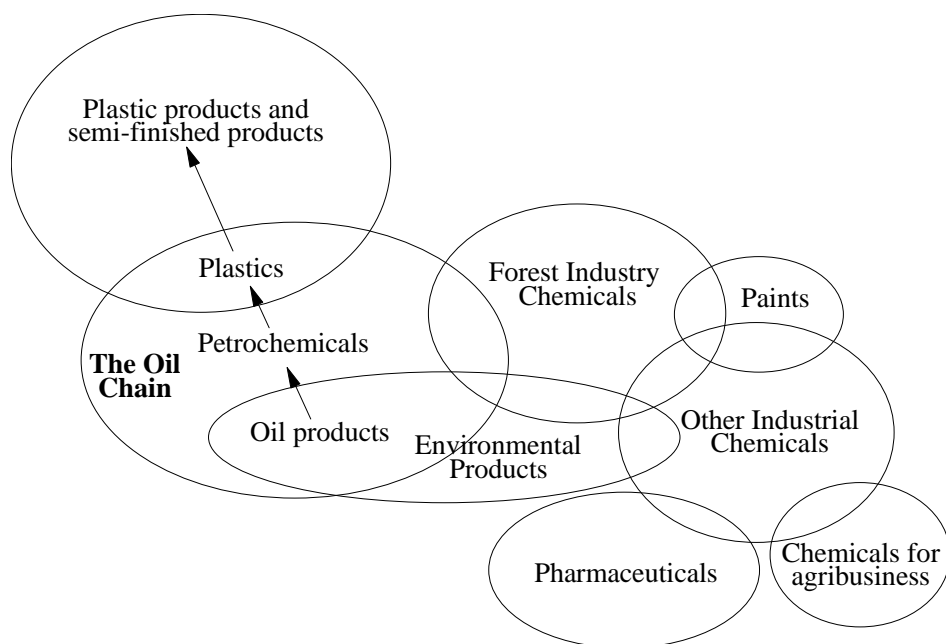 Plastic products and
semi-finished products
Plastics
Forest Industry
Chemicals
Paints
Petrochemicals
The Oil
Chain
Oil products
Environmental
Products
Other Industrial
Chemicals
Pharmaceuticals
Chemicals for
agribusiness